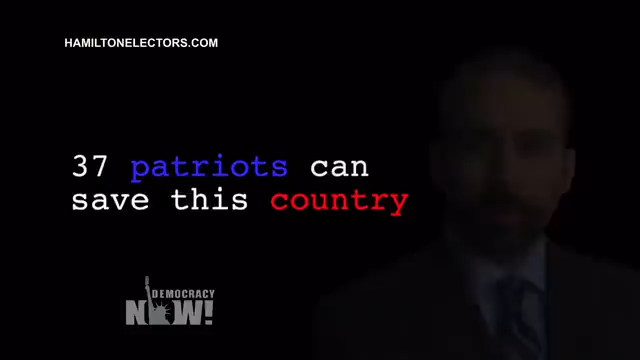 HAMILTONELECTORS.COM
37 patriots can
save this country
DEMOCRACY
NOW!